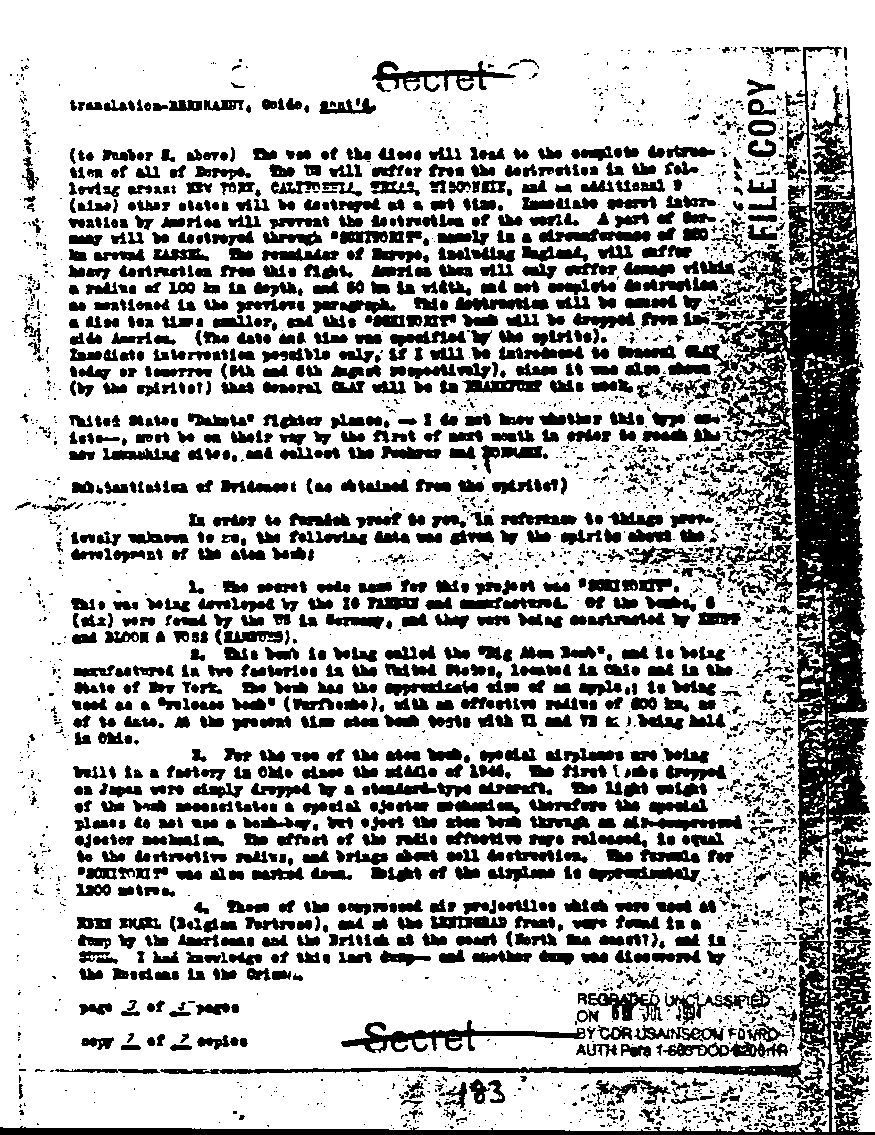 Secret
translation-BERNHARDT, Guido, cont'd.
FILE COPY
(to Number 2. above) The use of the discs will lead to the complete destruc-
tion of all of Europe. The US will suffer from the destruction in the fol-
lowing areas: NEW YORK, CALIFORNIA, TEXAS, WISCONSIN, and an additional 9
(nine) other states will be destroyed at a set time. Immediate secret inter-
vention by America will prevent the destruction of the world. A part of Ger-
many will be destroyed through "SCHITORIT", namely in a circumference of
km around KASSEL. The remainder of Europe, including England, will suffer
heavy destruction from this fight. America then will only suffer damage within
a radius of 100 km in depth, and 50 km in width, and not complete destruction
as mentioned in the previous paragraph. This destruction will be caused by
a disc ten times smaller, and this bomb will be dropped from in-
side America. (The date and time was specified by the spirits).
Immediate intervention possible only, if I will be introduced to General CLAY
today or tomorrow (5th and 6th August respectively), since it was also shown
(by the spirits?) that General CLAY will be in FRANKFURT this week.
United States "Dakota" fighter planes, — I do not know whether this type ex-
ists—, must be on their way by the first of next month in order to reach the
new launching sites, and collect the Fuehrer and BORMANN.
Substantiation of Evidence: (as obtained from the spirits?)
In order to furnish proof to you, in reference to things prev-
iously unknown to me, the following data was given by the spirits about the
development of the atom bomb:
1. The secret code name for this project was
This was being developed by the IG FARBEN and manufactured. Of the bombs, 6
(six) were found by the US in Germany, and they were being constructed by KRUPP
and BLOOM & VOSS (HAMBURG).
2. This bomb is being called the "Big Atom Bomb", and is being
manufactured in two factories in the United States, located in Ohio and in the
State of New York. The bomb has the approximate size of an apple; is being
used as a "release bomb" (Wurfbombe), with an effective radius of km, as
of to date. At the present time atom bomb tests with V1 and V2 are being held
in Ohio.
3. For the use of the atom bomb, special airplanes are being
built in a factory in Ohio since the middle of The first bombs dropped
on Japan were simply dropped by a standard-type aircraft. The light weight
of the bomb necessitates a special ejector mechanism, therefore the special
planes do not use a bomb-bay, but eject the atom bomb through an air-compressed
ejector mechanism. The effect of the radio effective rays released, is equal
to the destructive radius, and brings about cell destruction. The formula for
was also marked down. Height of the airplane is approximately
1200 metres.
4. Those of the compressed air projectiles which were used at
EBEN EMAEL (Belgian Fortress), and at the LENINGRAD front, were found in a
dump by the Americans and the British at the coast (North Sea coast?), and in
SUHL. I had knowledge of this last dump— and another dump was discovered by
the Russians in the Crimea.
page 3 of pages
copy of 7 copies
Secret
REGRADED UNCLASSIFIED
ON JUL 1994
BY CDR USAINSCOM F01/PO
AUTH Para 1-603 DOD 5200.1R
183